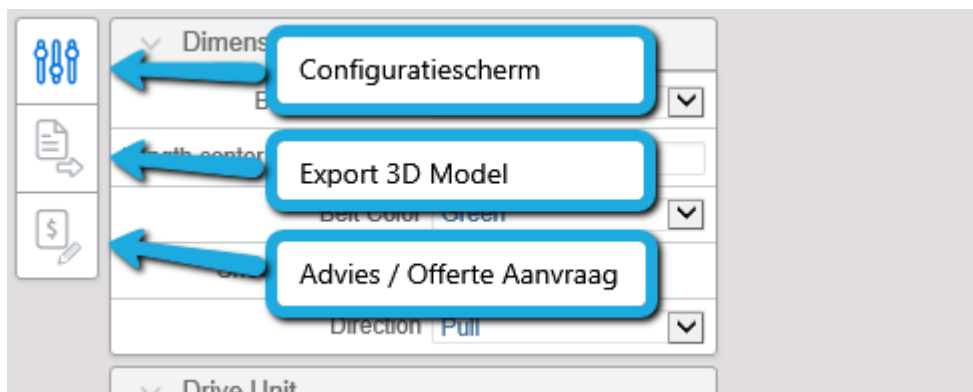 Dimens
Configuratiescherm
Export 3D Model
Belt Color Green
Advies / Offerte Aanvraag
Direction Pull
Drive Unit